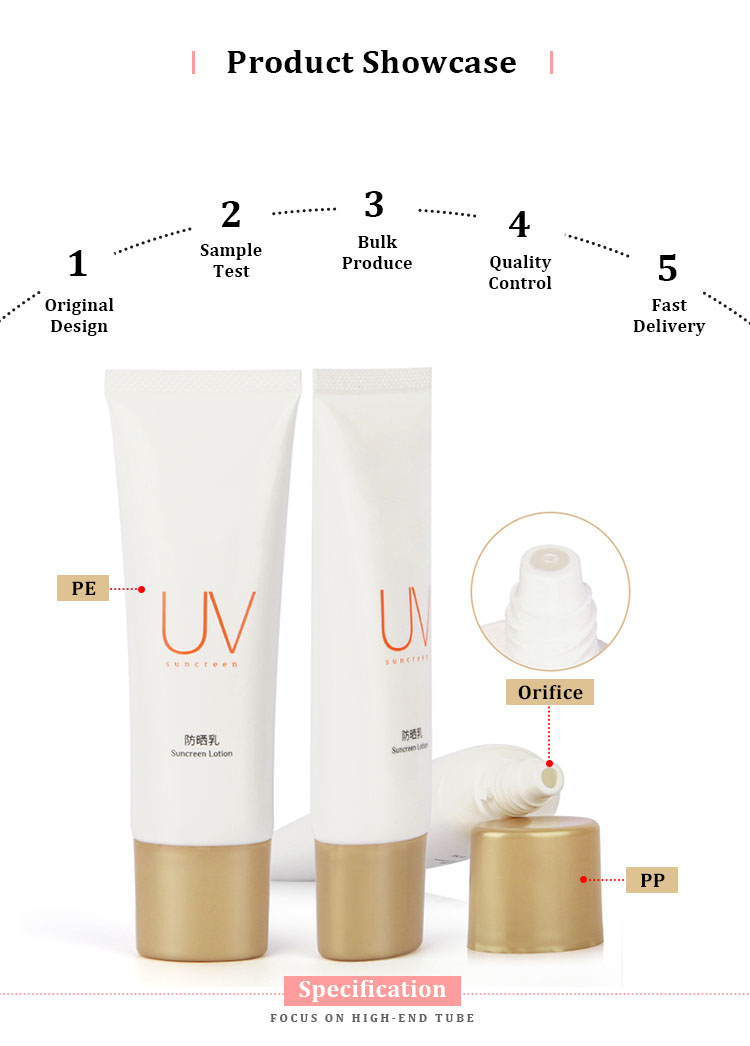 Product Showcase
1
Original
Design
2
Sample
Test
3
Bulk
Produce
4
Quality
Control
5
Fast
Delivery
PE
UV
suncreen
防晒乳
Suncreen Lotion
UV
suncreen
防晒乳
Suncreen Lotion
Orifice
PP
Specification
FOCUS ON HIGH-END TUBE